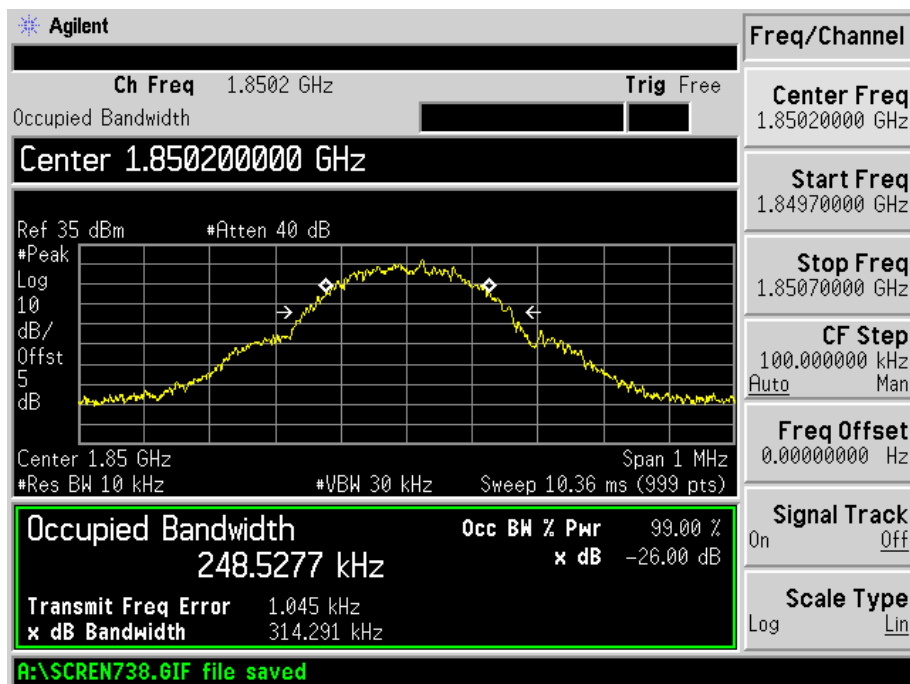 Agilent
Ch Freq 1.8502 GHz Trig Free
Occupied Bandwidth
Center 1.850200000 GHz
Ref 35 dBm #Atten 40 dB
#Peak
Log
10
dB/
Offst
5
dB
Center 1.85 GHz Span 1 MHz
#Res BW 10 kHz #VBW 30 kHz Sweep 10.36 ms (999 pts)
Occupied Bandwidth
248.5277 kHz
Occ BW % Pwr 99.00 %
x dB -26.00 dB
Transmit Freq Error 1.045 kHz
x dB Bandwidth 314.291 kHz
A:\SCREN738.GIF file saved
Freq/Channel
Center Freq
1.85020000 GHz
Start Freq
1.84970000 GHz
Stop Freq
1.85070000 GHz
CF Step
100.000000 kHz
Auto Man
Freq Offset
0.00000000 Hz
Signal Track
On Off
Scale Type
Log Lin